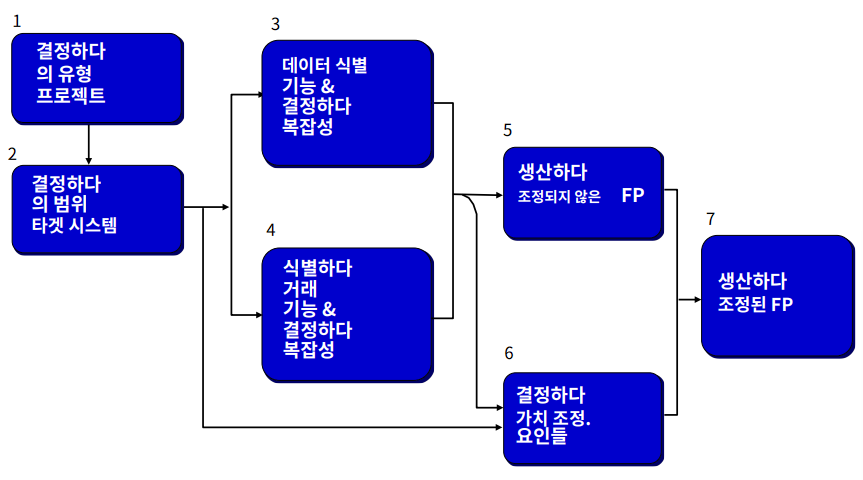 1
결정하다
의 유형
프로젝트
2
결정하다
의 범위
타겟 시스템
3
데이터 식별
기능 &
결정하다
복잡성
4
식별하다
거래
기능 &
결정하다
복잡성
5
생산하다
조정되지 않은 FP
6
결정하다
가치 조정.
요인들
7
생산하다
조정된 FP